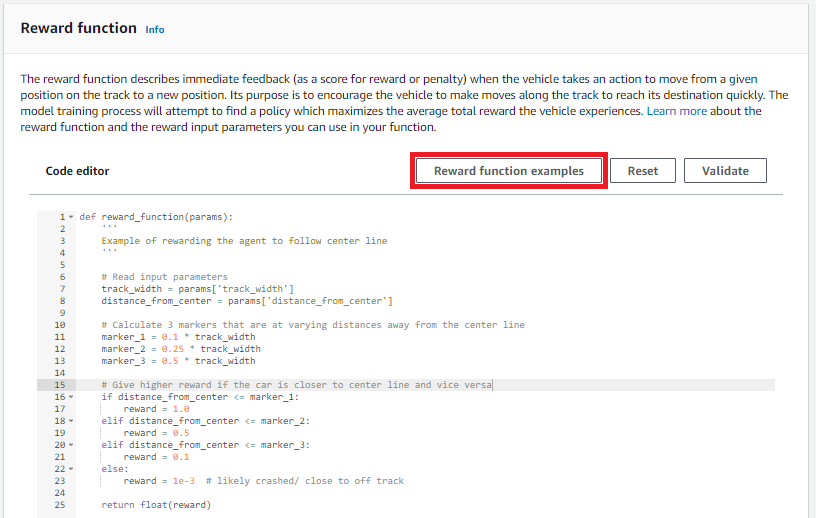 Reward function Info
The reward function describes immediate feedback (as a score for reward or penalty) when the vehicle takes an action to move from a given
position on the track to a new position. Its purpose is to encourage the vehicle to make moves along the track to reach its destination quickly. The
model training process will attempt to find a policy which maximizes the average total reward the vehicle experiences. Learn more about the
reward function and the reward input parameters you can use in your function.
Code editor Reward function examples Reset Validate
1 def reward_function(params):
2     '''
3     Example of rewarding the agent to follow center line
4     '''
5
6     # Read input parameters
7     track_width = params['track_width']
8     distance_from_center = params['distance_from_center']
9
10     # Calculate 3 markers that are at varying distances away from the center line
11     marker_1 = 0.1 * track_width
12     marker_2 = 0.25 * track_width
13     marker_3 = 0.5 * track_width
14
15     # Give higher reward if the car is closer to center line and vice versa
16     if distance_from_center <= marker_1:
17         reward = 1.0
18     elif distance_from_center <= marker_2:
19         reward = 0.5
20     elif distance_from_center <= marker_3:
21         reward = 0.1
22     else:
23         reward = 1e-3  # likely crashed/ close to off track
24
25     return float(reward)